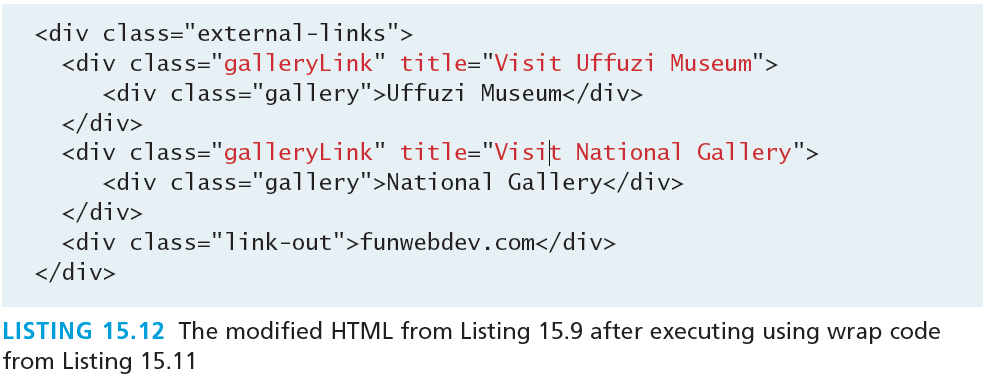 <div class="external-links">
<div class="galleryLink" title="Visit Uffuzi Museum">
<div class="gallery">Uffuzi Museum</div>
</div>
<div class="galleryLink" title="Visit National Gallery">
<div class="gallery">National Gallery</div>
</div>
<div class="link-out">funwebdev.com</div>
</div>
LISTING 15.12 The modified HTML from Listing 15.9 after executing using wrap code
from Listing 15.11